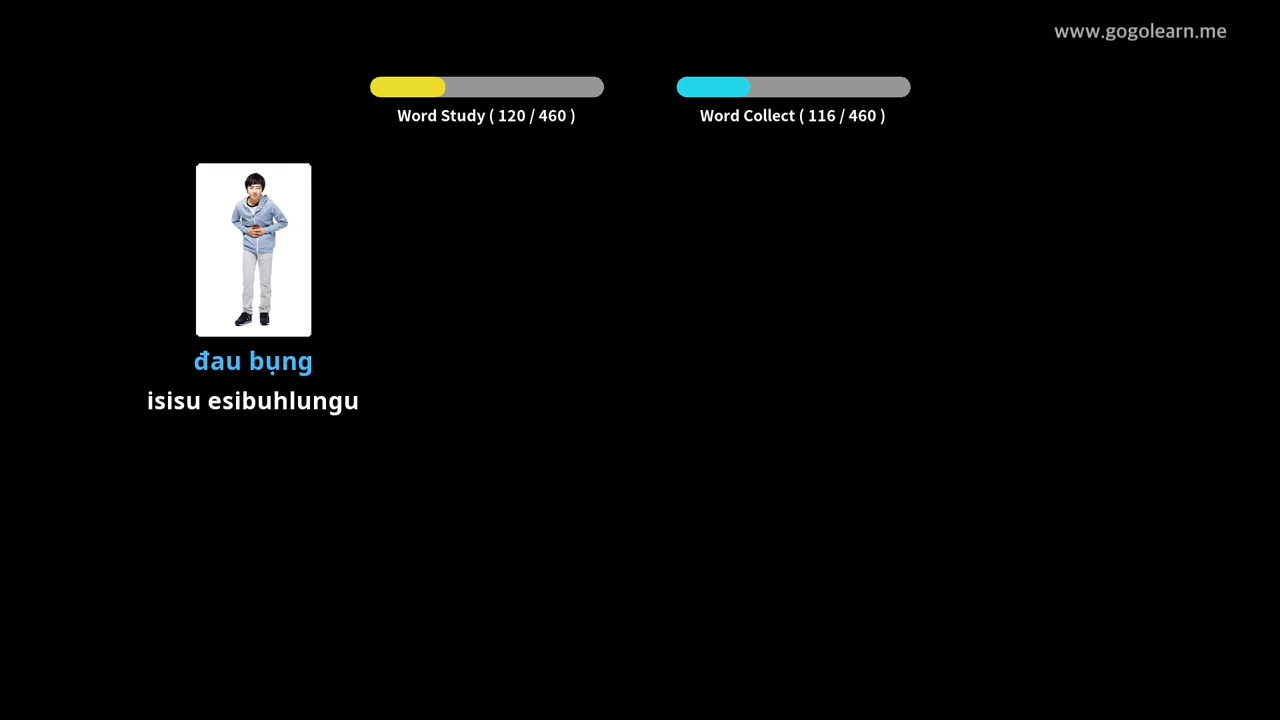 www.gogolearn.me
Word Study ( 120 / 460 )
Word Collect ( 116 / 460 )
đau bụng
isisu esibuhlungu